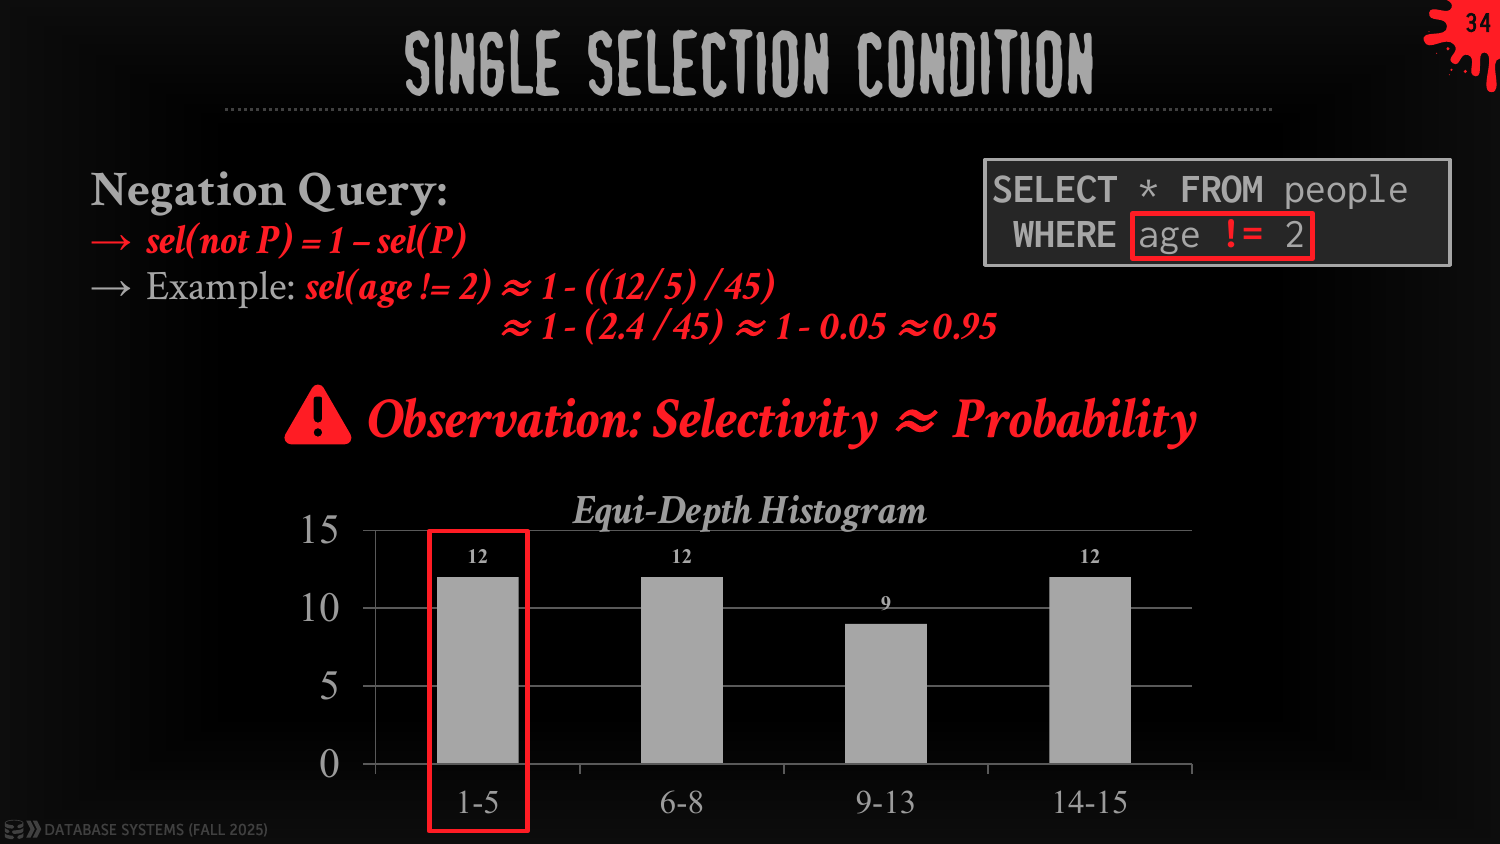 34
SINGLE SELECTION CONDITION
Negation Query:
→ sel(not P) = 1 – sel(P)
→ Example: sel(age != 2) ≈ 1 - ((12/5) / 45)
≈ 1 - (2.4 / 45) ≈ 1 - 0.05 ≈ 0.95
SELECT * FROM people
WHERE age != 2
Observation: Selectivity ≈ Probability
Equi-Depth Histogram
15
10
5
0
12
12
9
12
1-5
6-8
9-13
14-15
DATABASE SYSTEMS (FALL 2025)